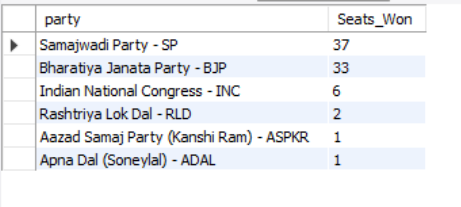 party Seats_Won
Samajwadi Party - SP 37
Bharatiya Janata Party - BJP 33
Indian National Congress - INC 6
Rashtriya Lok Dal - RLD 2
Aazad Samaj Party (Kanshi Ram) - ASPKR 1
Apna Dal (Soneylal) - ADAL 1